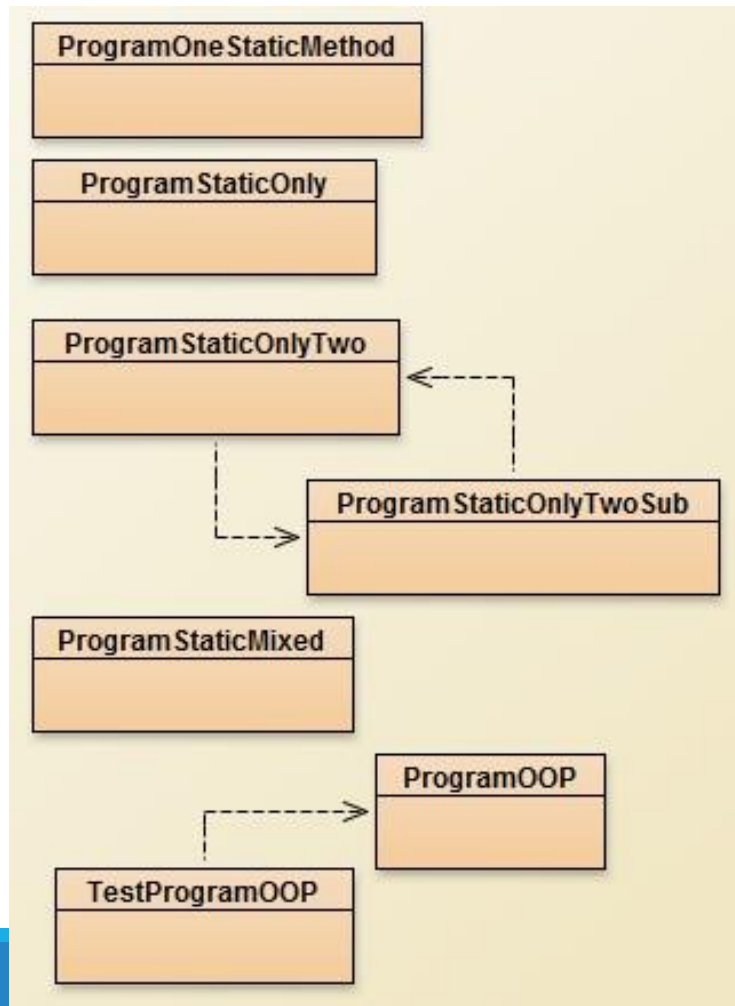 ProgramOneStaticMethod
ProgramStaticOnly
ProgramStaticOnlyTwo
ProgramStaticOnlyTwoSub
ProgramStaticMixed
ProgramOOP
TestProgramOOP